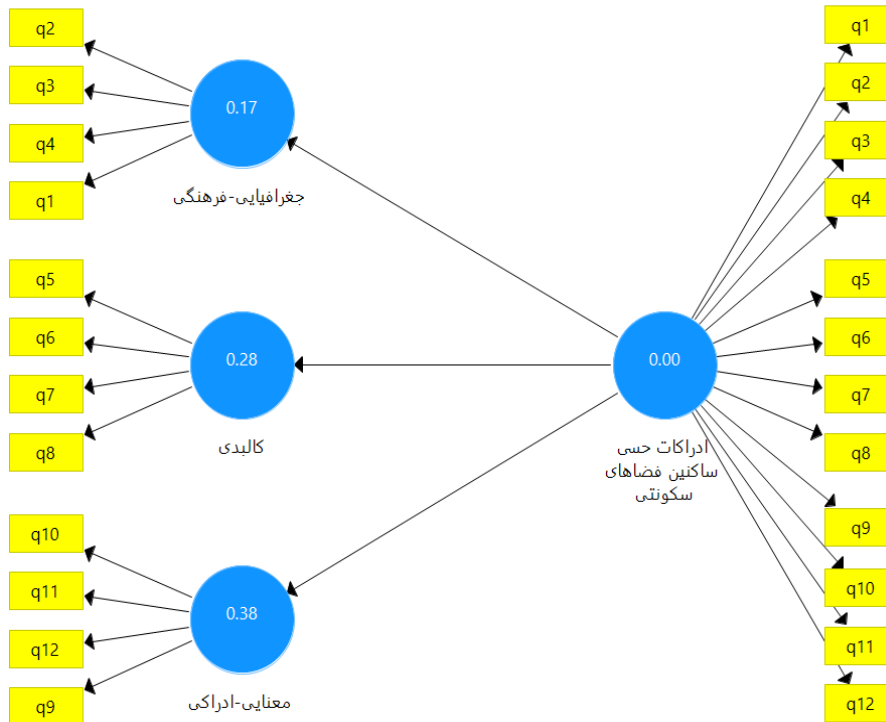 q2
q3
q4
q1
0.17
جغرافیایی-فرهنگی
q5
q6
q7
q8
0.28
کالبدی
q10
q11
q12
q9
0.38
معنایی-ادراکی
0.00
ادراکات حسی
ساکنین فضاهای
سکونتی
q1
q2
q3
q4
q5
q6
q7
q8
q9
q10
q11
q12